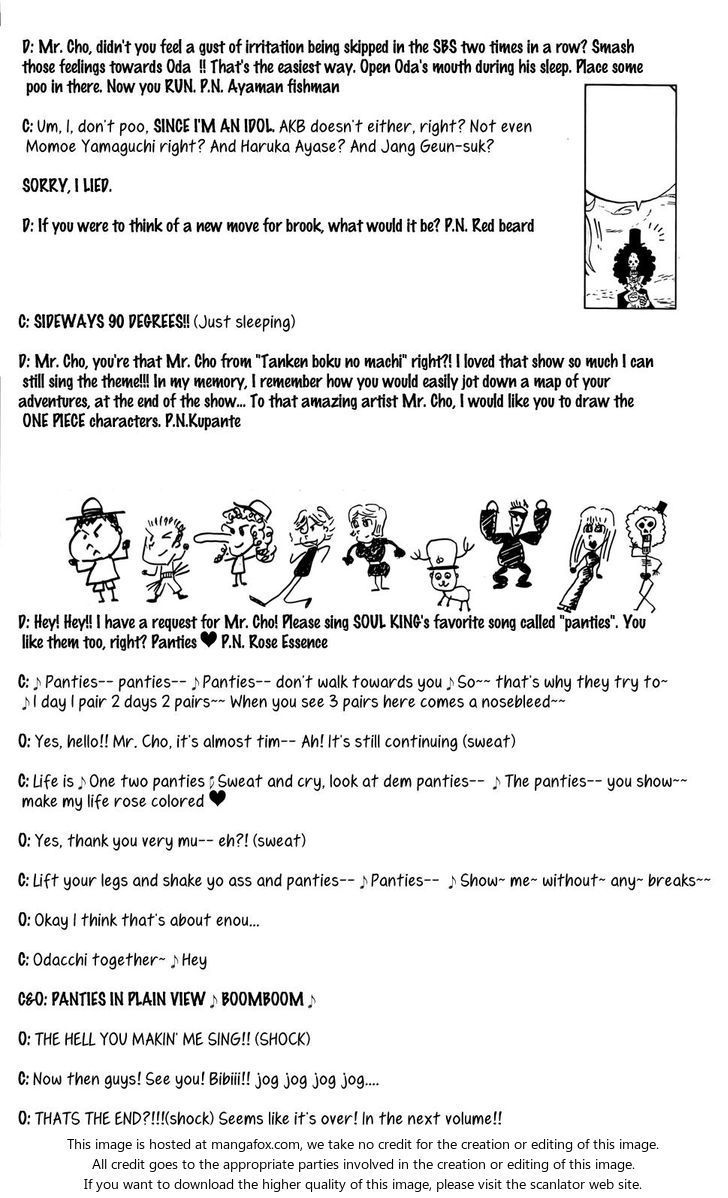 D: Mr. Cho, didn't you feel a gust of irritation being skipped in the SBS two times in a row? Smash
those feelings towards Oda !! That's the easiest way. Open Oda's mouth during his sleep. Place some
poo in there. Now you RUN. P.N. Ayaman fishman
C: Um, I, don't poo, SINCE I'M AN IDOL. AKB doesn't either, right? Not even
Momoe Yamaguchi right? And Haruka Ayase? And Jang Geun-suk?
SORRY, I LIED.
D: If you were to think of a new move for brook, what would it be? P.N. Red beard
C: SIDEWAYS 90 DEGREES!! (Just sleeping)
D: Mr. Cho, you're that Mr. Cho from "Tanken boku no machi" right?! I loved that show so much I can
still sing the theme!!! In my memory, I remember how you would easily jot down a map of your
adventures, at the end of the show... To that amazing artist Mr. Cho, I would like you to draw the
ONE PIECE characters. P.N.Kupante
D: Hey! Hey!! I have a request for Mr. Cho! Please sing SOUL KING's favorite song called "panties". You
like them too, right? Panties ♥ P.N. Rose Essence
C: ♪ Panties-- panties-- ♪ Panties-- don't walk towards you ♪ So~~ that's why they try to~
♪ 1 day 1 pair 2 days 2 pairs~~ When you see 3 pairs here comes a nosebleed~~
O: Yes, hello!! Mr. Cho, it's almost tim-- Ah! It's still continuing (sweat)
C: Life is ♪ One two panties ♫ Sweat and cry, look at dem panties-- ♪ The panties-- you show~~
make my life rose colored ♥
O: Yes, thank you very mu-- eh?! (sweat)
C: Lift your legs and shake yo ass and panties-- ♪ Panties-- ♪ Show~ me~ without~ any~ breaks~~
O: Okay I think that's about enou...
C: Odacchi together~ ♪ Hey
C&O: PANTIES IN PLAIN VIEW ♪ BOOMBOOM ♪
O: THE HELL YOU MAKIN' ME SING!! (SHOCK)
C: Now then guys! See you! Bibiii!! jog jog jog jog....
O: THATS THE END?!!!(shock) Seems like it's over! In the next volume!!
This image is hosted at mangafox.com, we take no credit for the creation or editing of this image.
All credit goes to the appropriate parties involved in the creation or editing of this image.
If you want to download the higher quality of this image, please visit the scanlator web site.